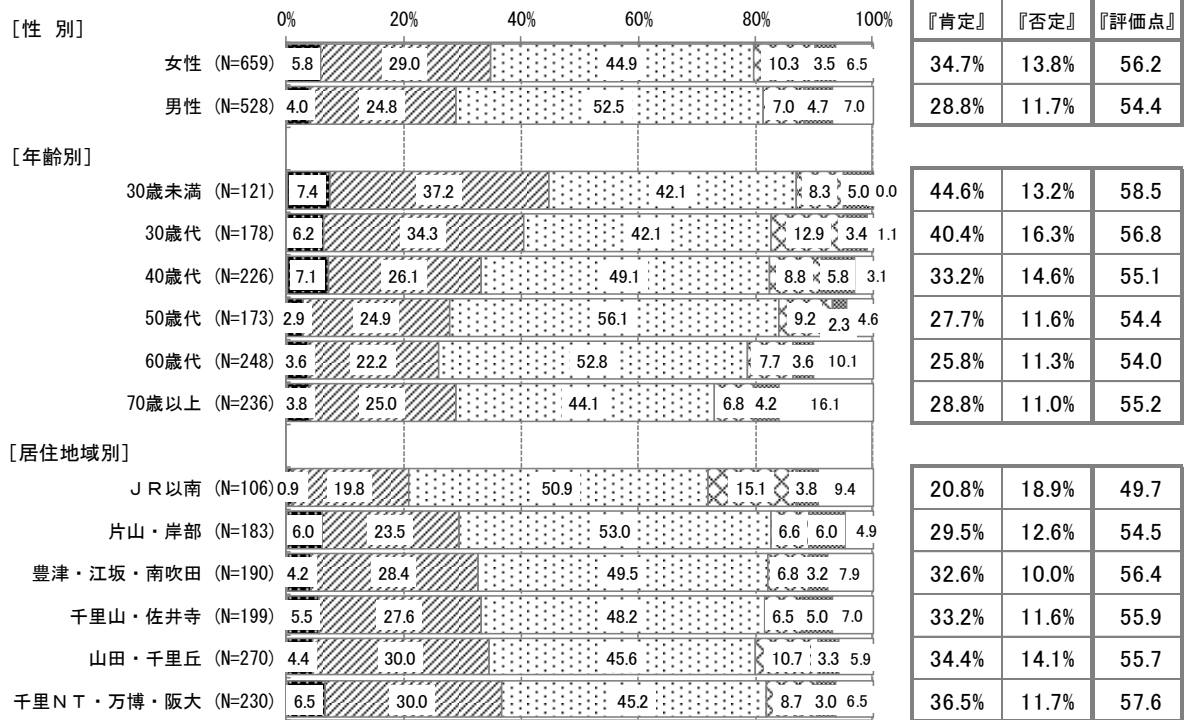 0% 20% 40% 60% 80% 100% 『肯定』 『否定』 『評価点』
［性 別］
女性 (N=659) 5.8 29.0 44.9 10.3 3.5 6.5 34.7% 13.8% 56.2
男性 (N=528) 4.0 24.8 52.5 7.0 4.7 7.0 28.8% 11.7% 54.4
［年齢別］
30歳未満 (N=121) 7.4 37.2 42.1 8.3 5.0 0.0 44.6% 13.2% 58.5
30歳代 (N=178) 6.2 34.3 42.1 12.9 3.4 1.1 40.4% 16.3% 56.8
40歳代 (N=226) 7.1 26.1 49.1 8.8 5.8 3.1 33.2% 14.6% 55.1
50歳代 (N=173) 2.9 24.9 56.1 9.2 2.3 4.6 27.7% 11.6% 54.4
60歳代 (N=248) 3.6 22.2 52.8 7.7 3.6 10.1 25.8% 11.3% 54.0
70歳以上 (N=236) 3.8 25.0 44.1 6.8 4.2 16.1 28.8% 11.0% 55.2
［居住地域別］
ＪＲ以南 (N=106) 0.9 19.8 50.9 15.1 3.8 9.4 20.8% 18.9% 49.7
片山・岸部 (N=183) 6.0 23.5 53.0 6.6 6.0 4.9 29.5% 12.6% 54.5
豊津・江坂・南吹田 (N=190) 4.2 28.4 49.5 6.8 3.2 7.9 32.6% 10.0% 56.4
千里山・佐井寺 (N=199) 5.5 27.6 48.2 6.5 5.0 7.0 33.2% 11.6% 55.9
山田・千里丘 (N=270) 4.4 30.0 45.6 10.7 3.3 5.9 34.4% 14.1% 55.7
千里ＮＴ・万博・阪大 (N=230) 6.5 30.0 45.2 8.7 3.0 6.5 36.5% 11.7% 57.6